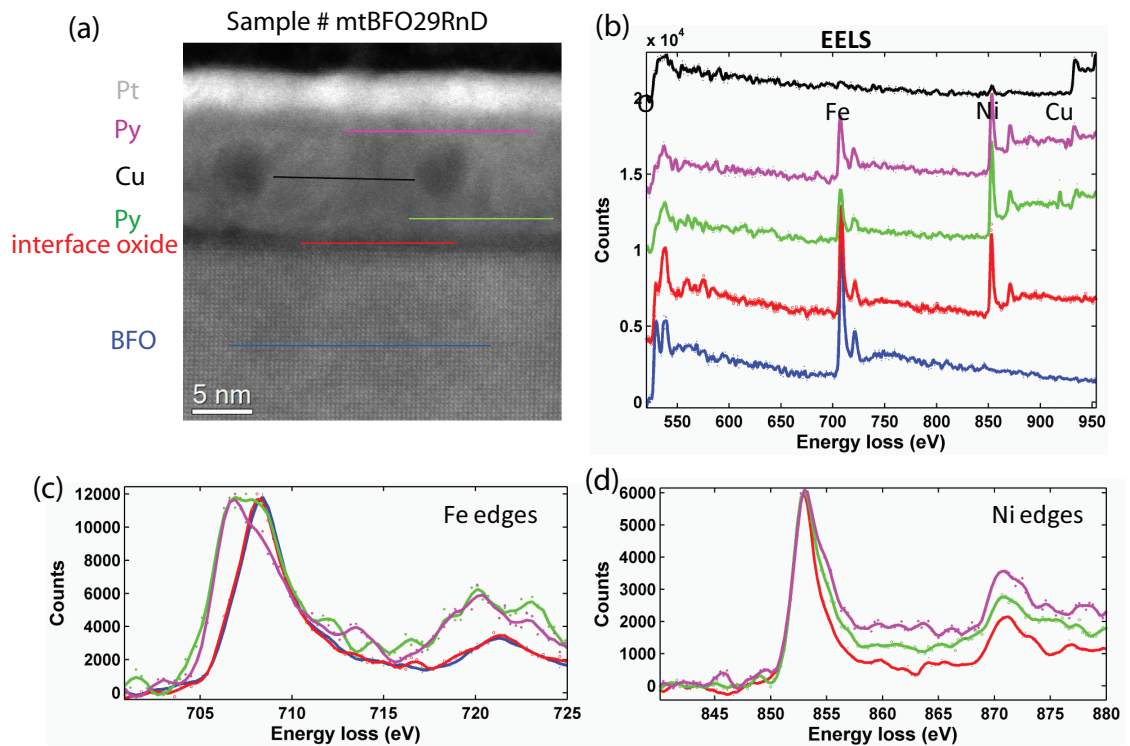 (a)
Sample # mtBFO29RnD
Pt
Py
Cu
Py
interface oxide
BFO
5 nm
(b)
EELS
x 10⁴
O
Fe
Ni
Cu
2
1.5
1
0.5
0
Counts
550 600 650 700 750 800 850 900 950
Energy loss (eV)
(c)
Fe edges
12000
10000
8000
6000
4000
2000
0
Counts
705 710 715 720 725
Energy loss (eV)
(d)
Ni edges
6000
5000
4000
3000
2000
1000
0
Counts
845 850 855 860 865 870 875 880
Energy loss (eV)